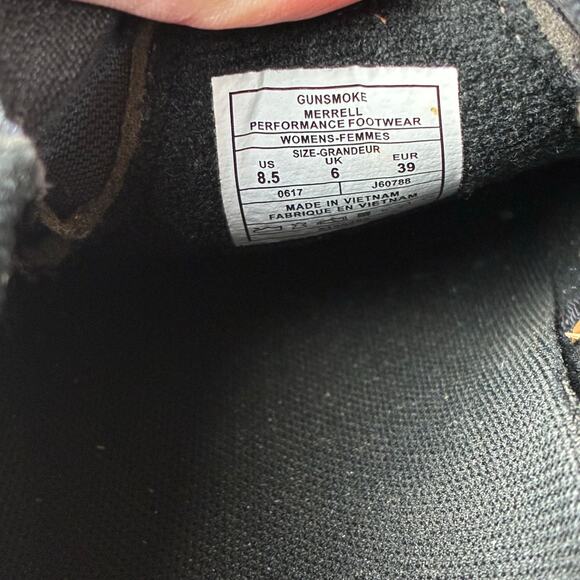 GUNSMOKE
MERRELL
PERFORMANCE FOOTWEAR
WOMENS-FEMMES
SIZE-GRANDEUR
US UK EUR
8.5 6 39
0617 J60788
MADE IN VIETNAM
FABRIQUE EN VIETNAM